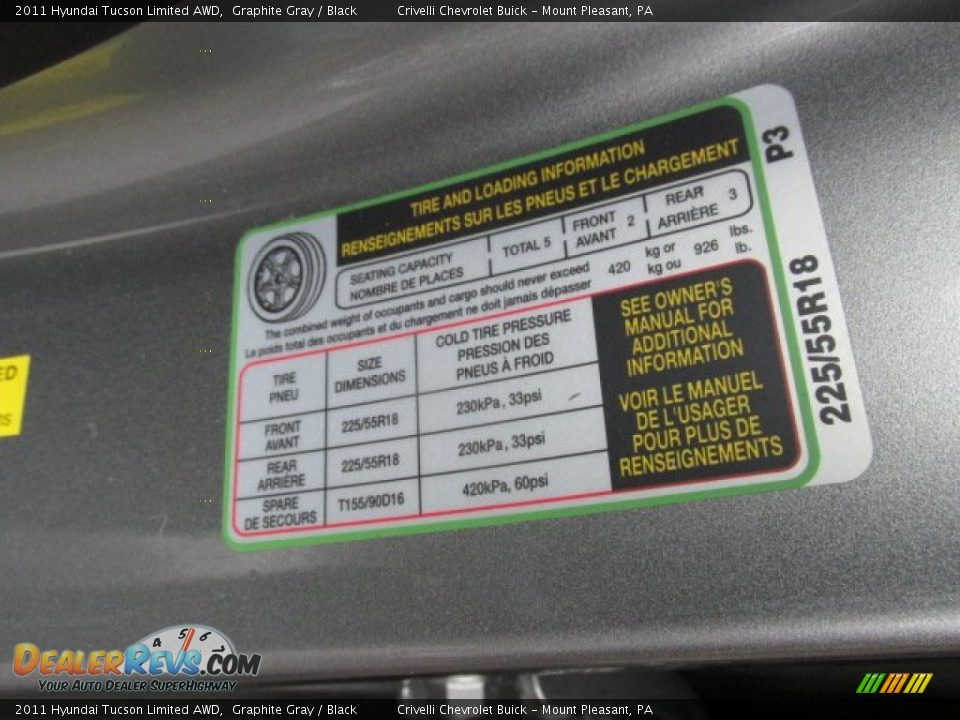 2011 Hyundai Tucson Limited AWD, Graphite Gray / Black Crivelli Chevrolet Buick - Mount Pleasant, PA
TIRE AND LOADING INFORMATION
RENSEIGNEMENTS SUR LES PNEUS ET LE CHARGEMENT
SEATING CAPACITY
NOMBRE DE PLACES
TOTAL 5
FRONT
AVANT
2
REAR
ARRIÈRE
3
The combined weight of occupants and cargo should never exceed
Le poids total des occupants et du chargement ne doit jamais dépasser
420
kg or
kg ou
926
lbs.
lb.
TIRE
PNEU
SIZE
DIMENSIONS
COLD TIRE PRESSURE
PRESSION DES
PNEUS À FROID
FRONT
AVANT
225/55R18
230kPa, 33psi
REAR
ARRIÈRE
225/55R18
230kPa, 33psi
SPARE
DE SECOURS
T155/90D16
420kPa, 60psi
SEE OWNER'S
MANUAL FOR
ADDITIONAL
INFORMATION
VOIR LE MANUEL
DE L'USAGER
POUR PLUS DE
RENSEIGNEMENTS
P3
225/55R18
ED
4 5 6
DEALERREVS.COM
YOUR AUTO DEALER SUPERHIGHWAY
2011 Hyundai Tucson Limited AWD, Graphite Gray / Black Crivelli Chevrolet Buick - Mount Pleasant, PA